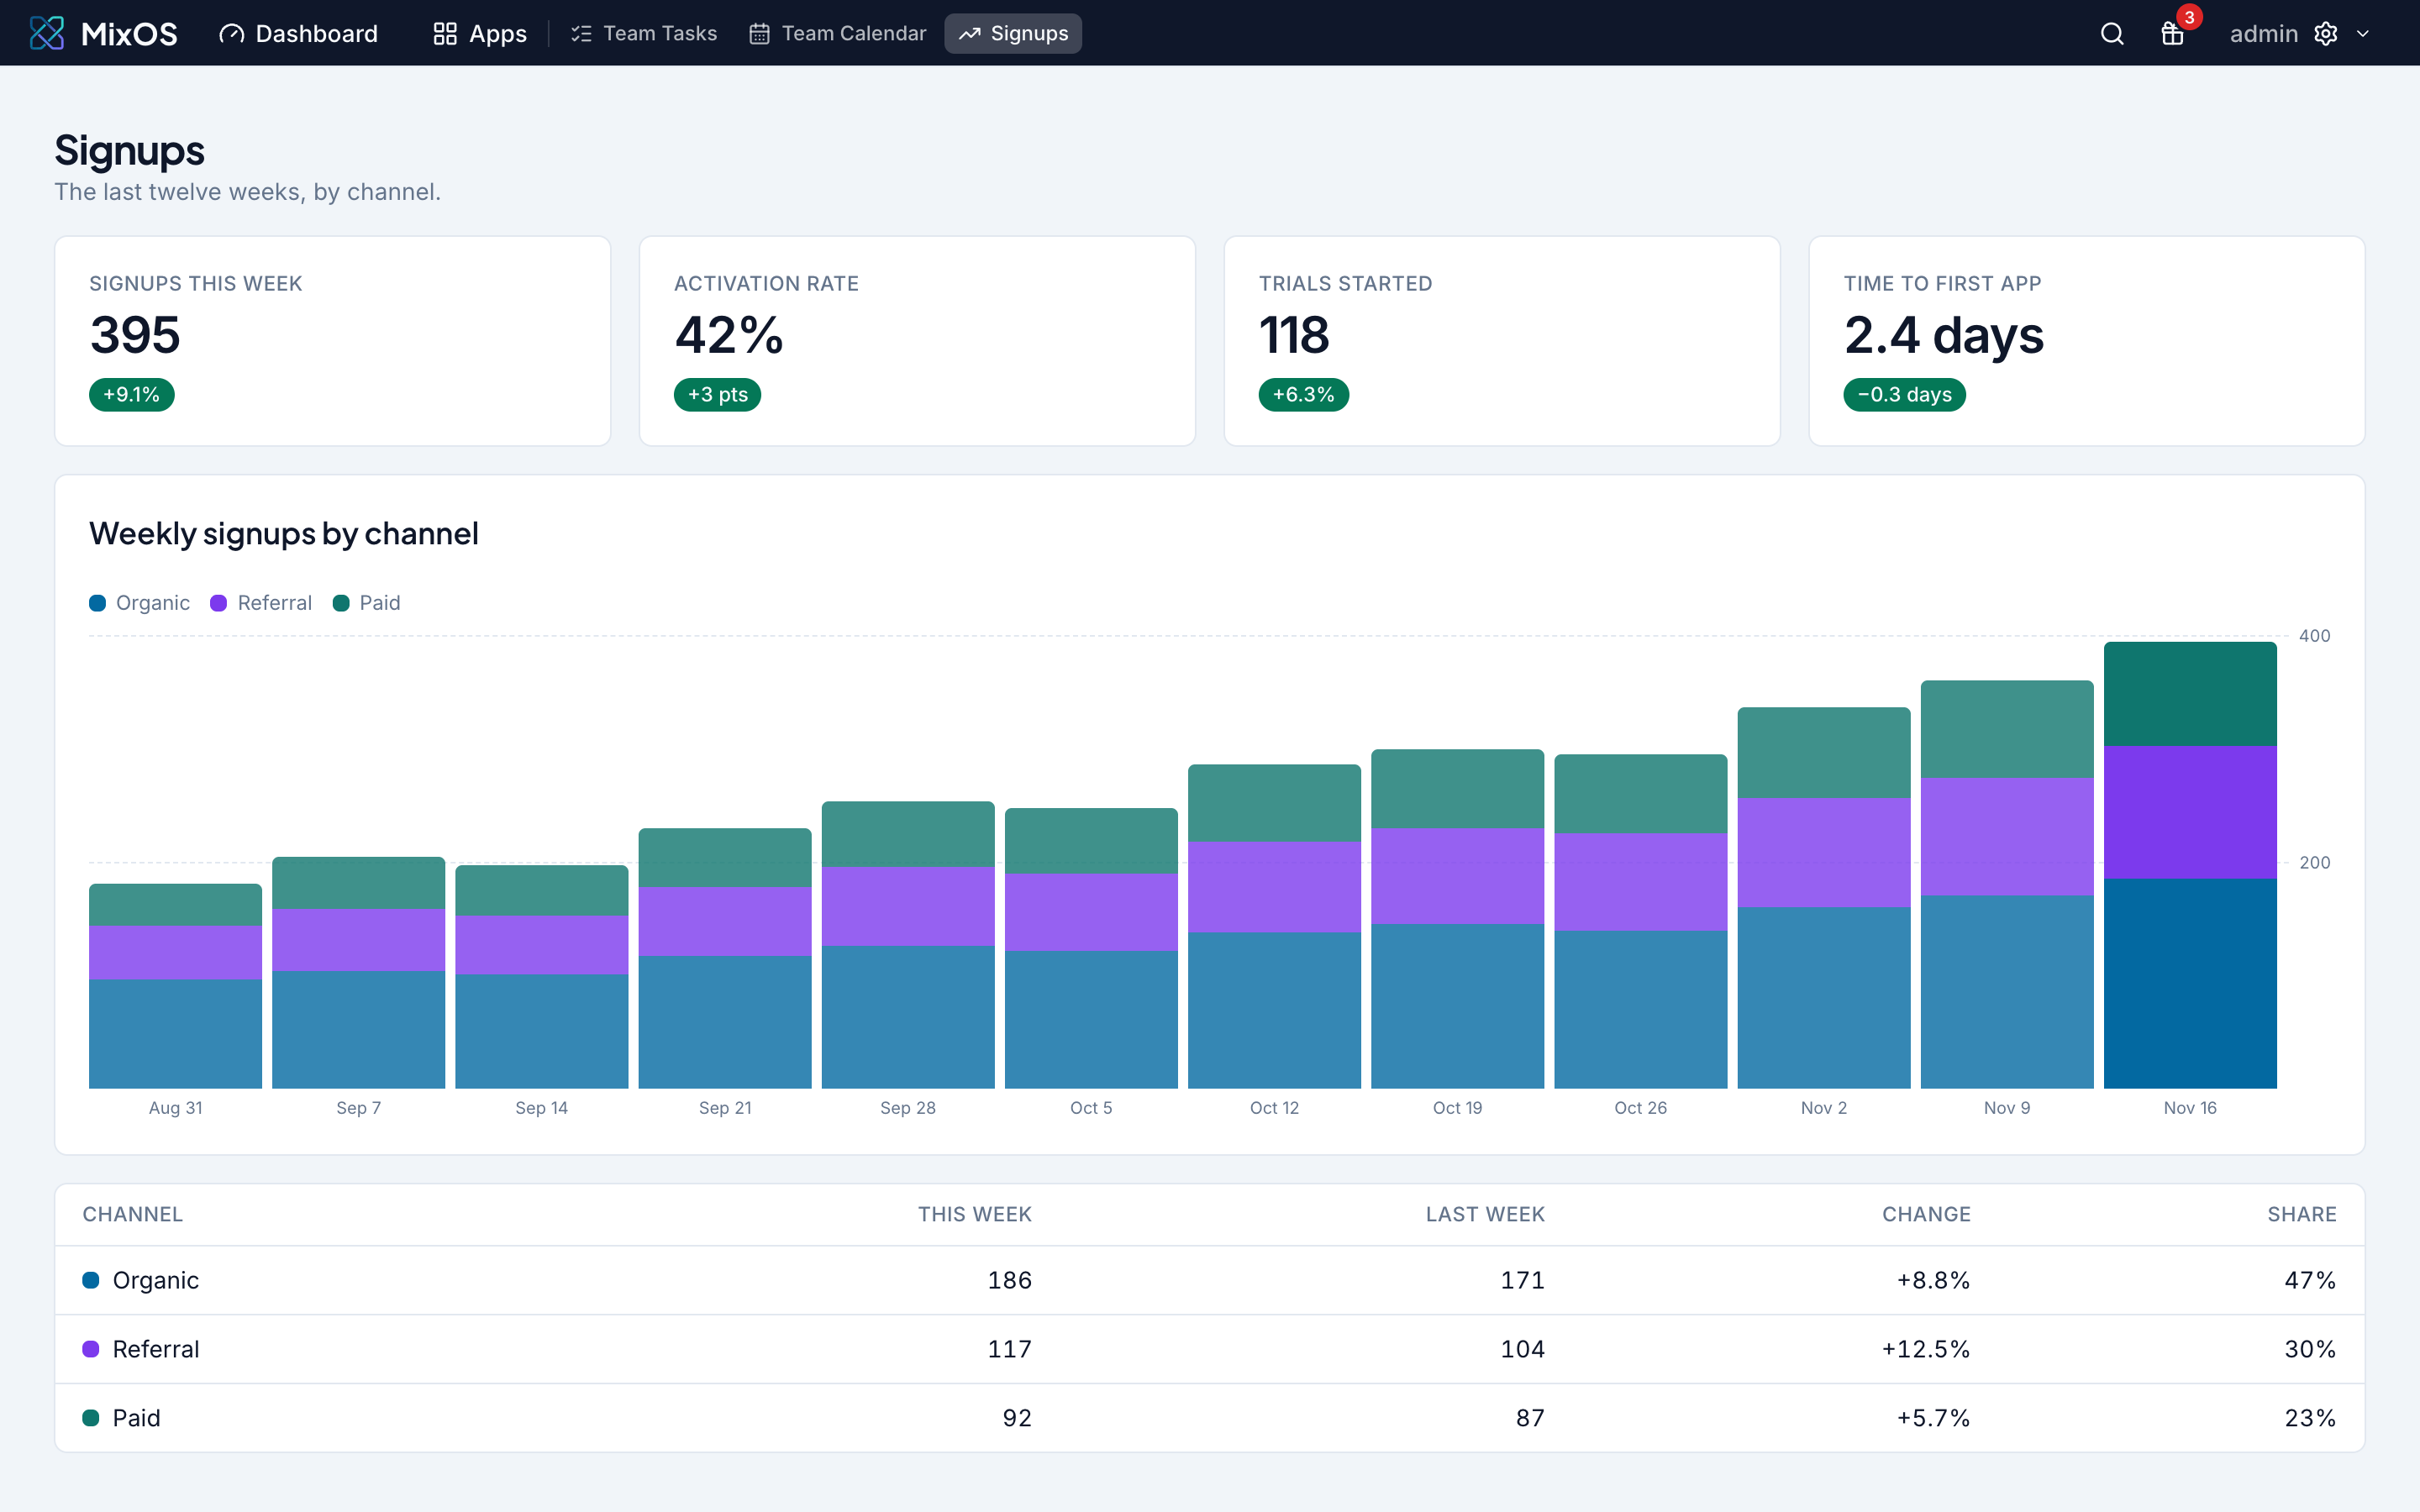 MixOS Dashboard Apps Team Tasks Team Calendar Signups 3 admin
Signups
The last twelve weeks, by channel.
SIGNUPS THIS WEEK
395
+9.1%
ACTIVATION RATE
42%
+3 pts
TRIALS STARTED
118
+6.3%
TIME TO FIRST APP
2.4 days
−0.3 days
Weekly signups by channel
Organic Referral Paid
400
200
Aug 31 Sep 7 Sep 14 Sep 21 Sep 28 Oct 5 Oct 12 Oct 19 Oct 26 Nov 2 Nov 9 Nov 16
CHANNEL THIS WEEK LAST WEEK CHANGE SHARE
Organic 186 171 +8.8% 47%
Referral 117 104 +12.5% 30%
Paid 92 87 +5.7% 23%